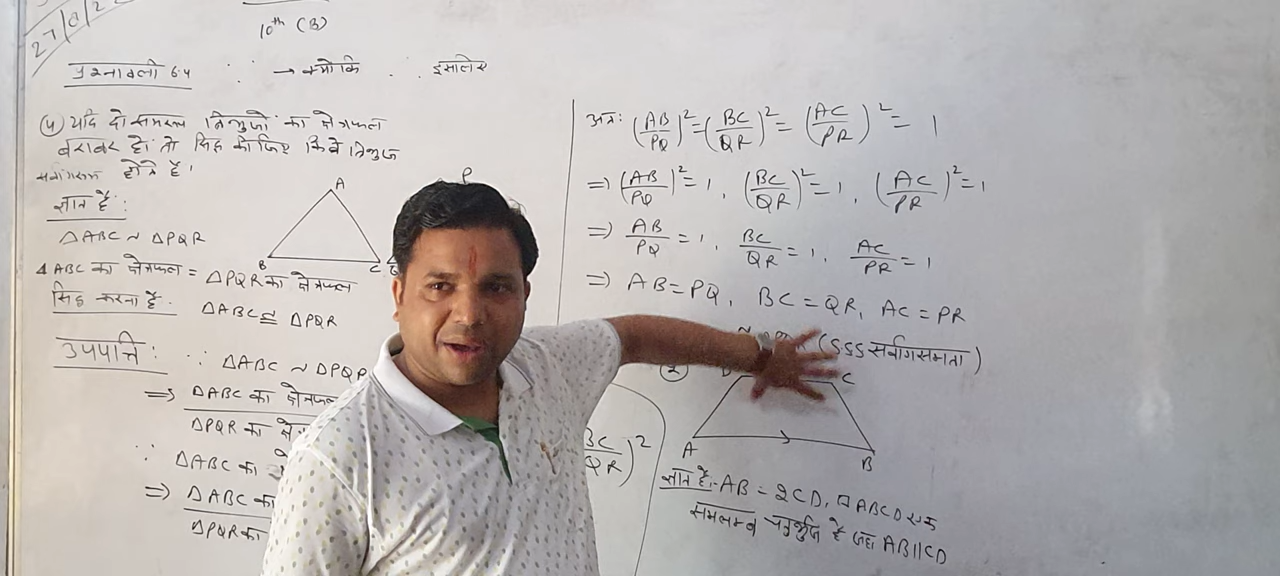 10th (B)
प्रश्नावली 6.4 ∵ → क्योंकि ∴ इसलिए
(4) यदि दो समरूप त्रिभुजों का क्षेत्रफल
बराबर हो तो सिद्ध कीजिए कि वे त्रिभुज
सर्वांगसम होते हैं।
ज्ञात है:
△ABC ~ △PQR
△ABC का क्षेत्रफल = △PQR का क्षेत्रफल
सिद्ध करना है. △ABC ≅ △PQR
उपपत्ति: ∵ △ABC ~ △PQR
⇒ △ABC का क्षेत्रफल
△PQR का
∵ △ABC का
⇒ △ABC का
△PQR का
A
B
C
P
(BC/QR)²
अतः (AB/PQ)² = (BC/QR)² = (AC/PR)² = 1
⇒ (AB/PQ)² = 1, (BC/QR)² = 1, (AC/PR)² = 1
⇒ AB/PQ = 1, BC/QR = 1, AC/PR = 1
⇒ AB = PQ, BC = QR, AC = PR
(SSS सर्वांगसमता)
(2)
C
A
B
ज्ञात है:- AB = 2CD, □ABCD एक
समलम्ब चतुर्भुज है जहाँ AB||CD